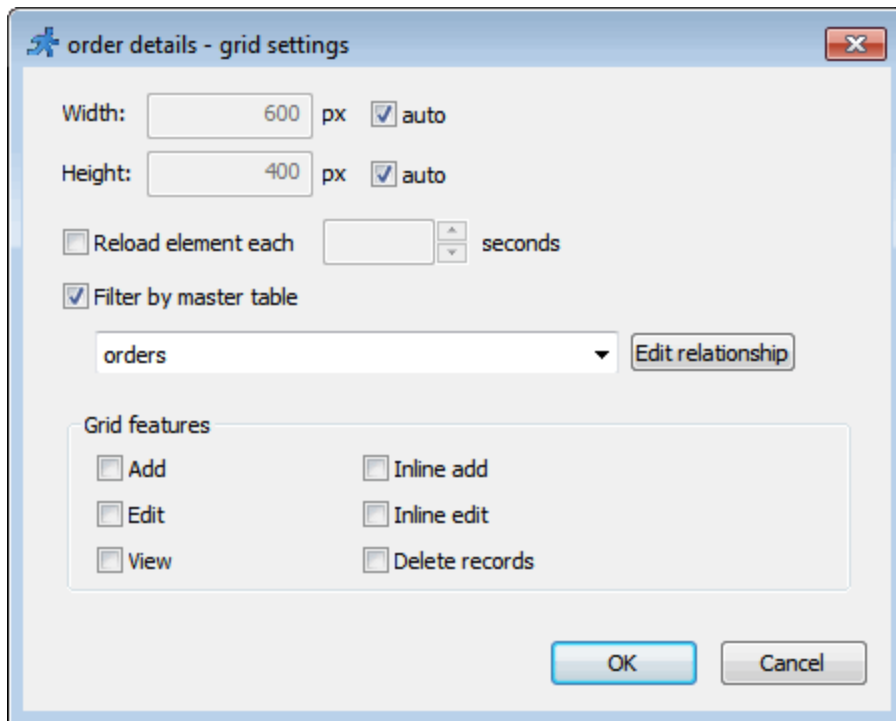 order details - grid settings
Width: 600 px auto
Height: 400 px auto
Reload element each seconds
Filter by master table
orders Edit relationship
Grid features
Add Inline add
Edit Inline edit
View Delete records
OK Cancel